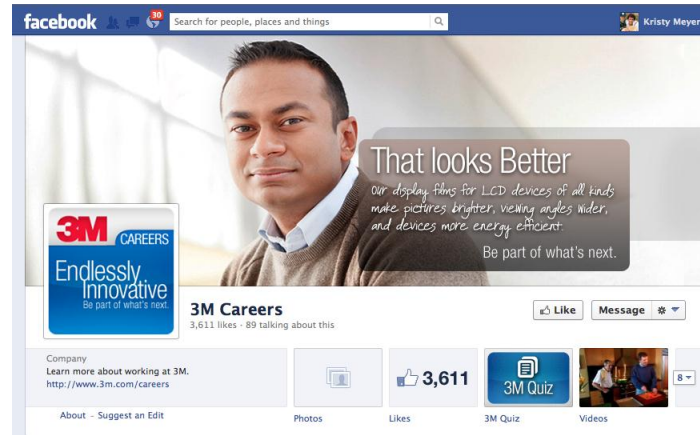 facebook
30
Search for people, places and things
Kristy Meyer
That looks Better
Our display films for LCD devices of all kinds
make pictures brighter, viewing angles wider,
and devices more energy efficient.
Be part of what's next.
3M CAREERS
Endlessly
Innovative
Be part of what's next.
3M Careers
3,611 likes · 89 talking about this
Like
Message
Company
Learn more about working at 3M.
http://www.3m.com/careers
About - Suggest an Edit
3,611
3M Quiz
8
Photos
Likes
3M Quiz
Videos